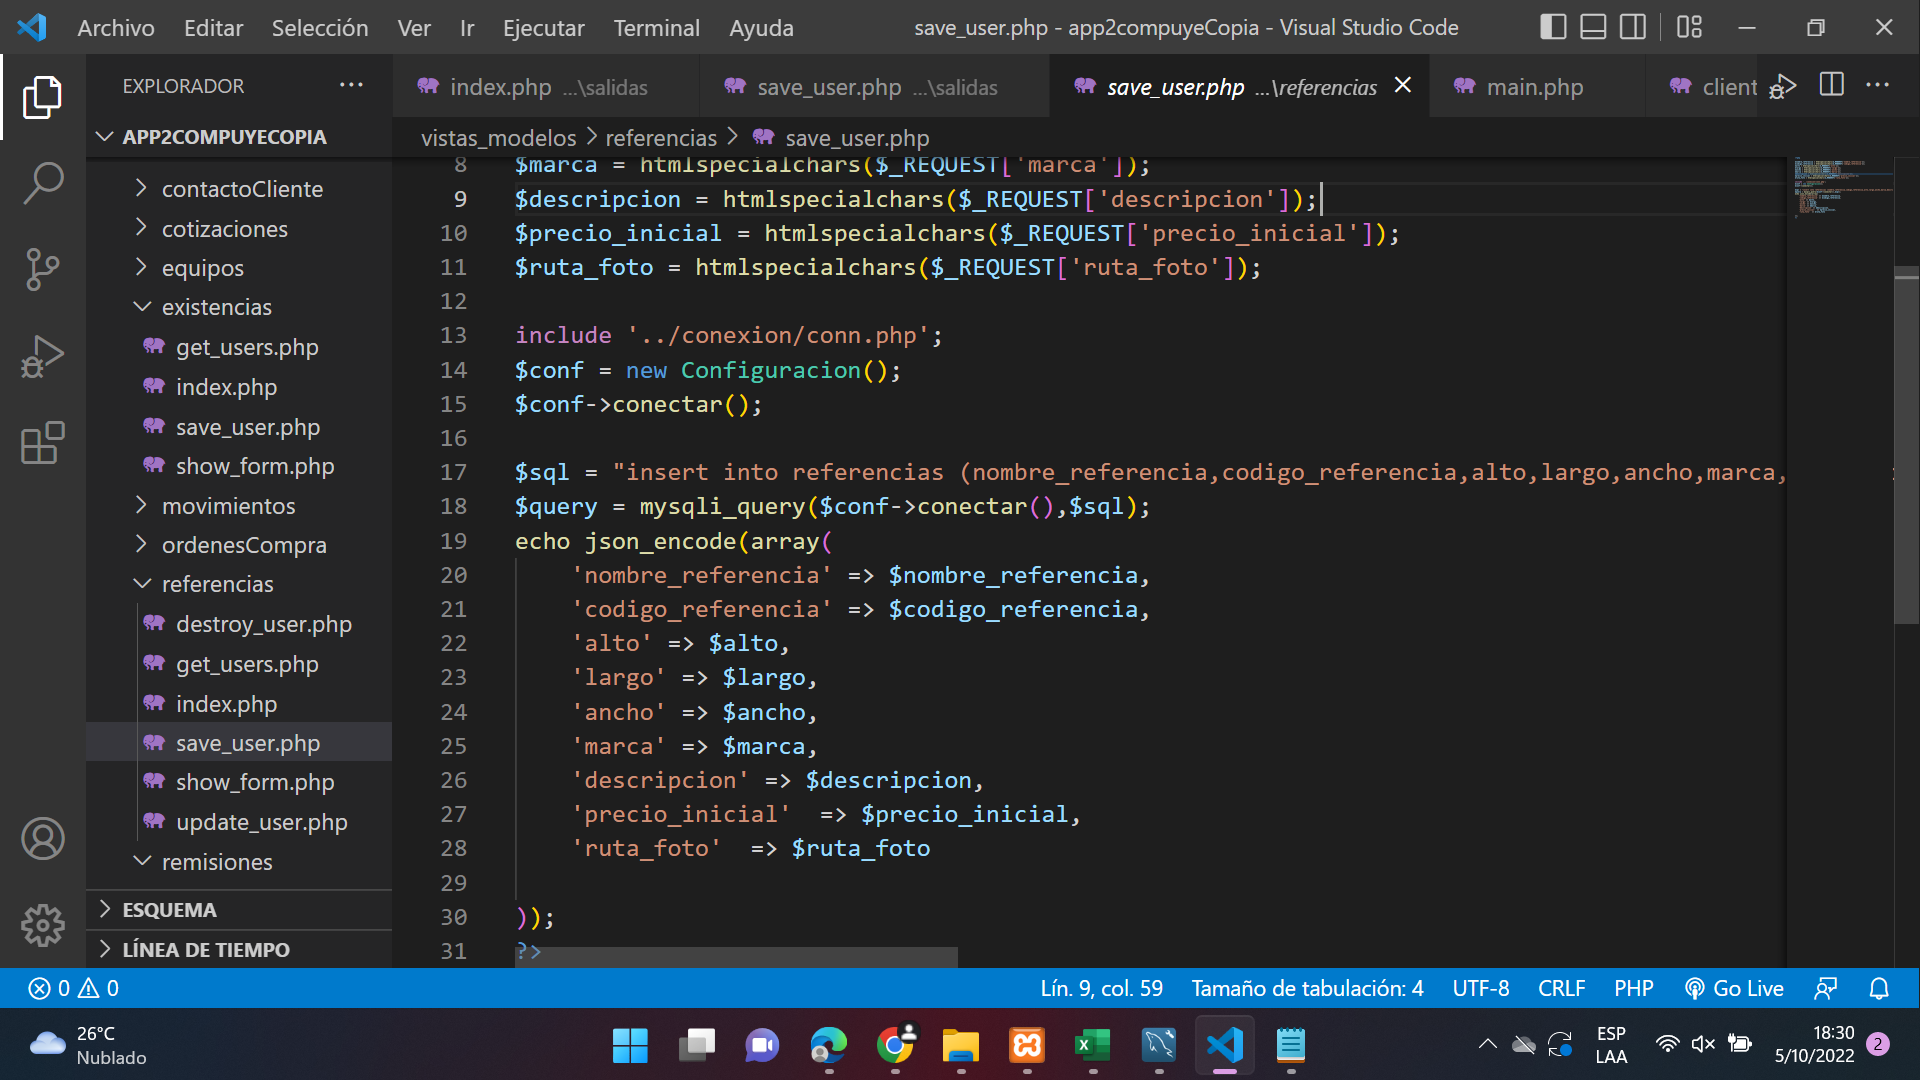 Archivo Editar Selección Ver Ir Ejecutar Terminal Ayuda save_user.php - app2compuyeCopia - Visual Studio Code
EXPLORADOR
index.php ...\salidas save_user.php ...\salidas save_user.php ...\referencias main.php client
APP2COMPUYECOPIA
vistas_modelos > referencias > save_user.php
contactoCliente
cotizaciones
equipos
existencias
get_users.php
index.php
save_user.php
show_form.php
movimientos
ordenesCompra
referencias
destroy_user.php
get_users.php
index.php
save_user.php
show_form.php
update_user.php
remisiones
ESQUEMA
LÍNEA DE TIEMPO
8 $marca = htmlspecialchars($_REQUEST['marca']);
9 $descripcion = htmlspecialchars($_REQUEST['descripcion']);
10 $precio_inicial = htmlspecialchars($_REQUEST['precio_inicial']);
11 $ruta_foto = htmlspecialchars($_REQUEST['ruta_foto']);
12
13 include '../conexion/conn.php';
14 $conf = new Configuracion();
15 $conf->conectar();
16
17 $sql = "insert into referencias (nombre_referencia,codigo_referencia,alto,largo,ancho,marca,
18 $query = mysqli_query($conf->conectar(),$sql);
19 echo json_encode(array(
20 'nombre_referencia' => $nombre_referencia,
21 'codigo_referencia' => $codigo_referencia,
22 'alto' => $alto,
23 'largo' => $largo,
24 'ancho' => $ancho,
25 'marca' => $marca,
26 'descripcion' => $descripcion,
27 'precio_inicial'  => $precio_inicial,
28 'ruta_foto'  => $ruta_foto
29
30 ));
31 ?>
0 0 Lín. 9, col. 59 Tamaño de tabulación: 4 UTF-8 CRLF PHP Go Live
26°C
Nublado
ESP
LAA
18:30
5/10/2022
2